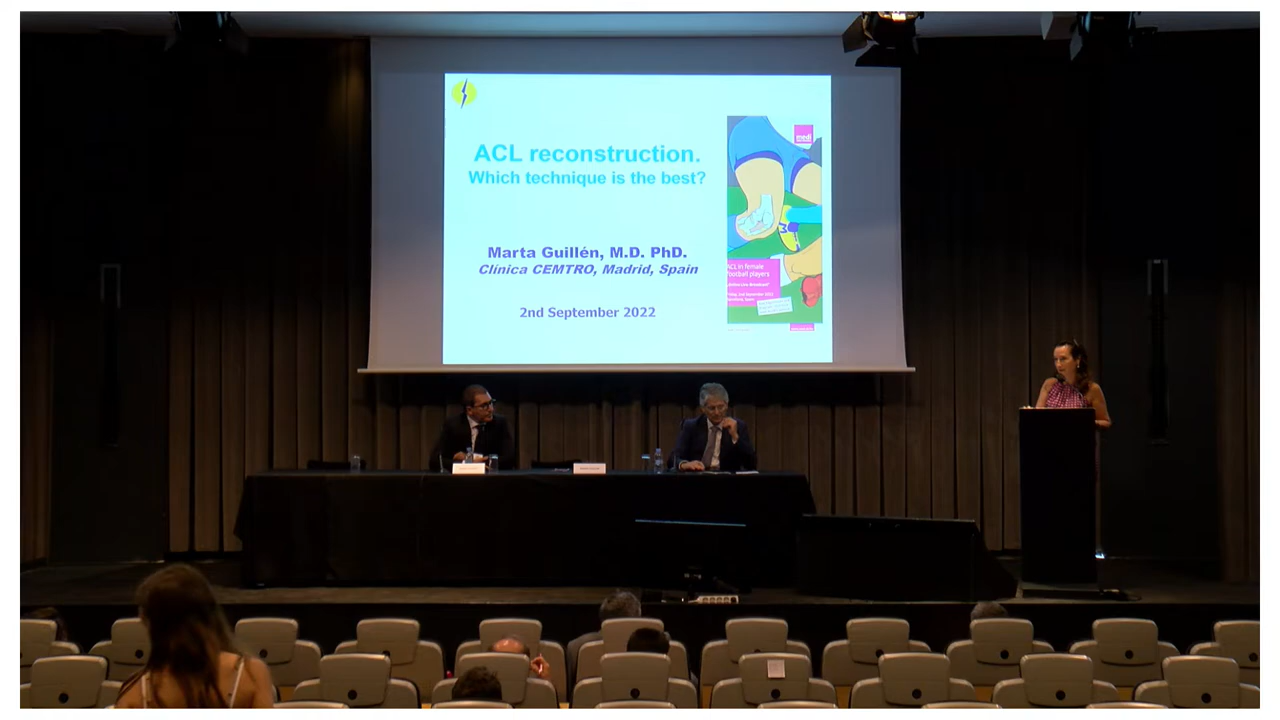 ACL reconstruction.
Which technique is the best?
Marta Guillén, M.D. PhD.
Clínica CEMTRO, Madrid, Spain
2nd September 2022
medi
ACL in female
football players